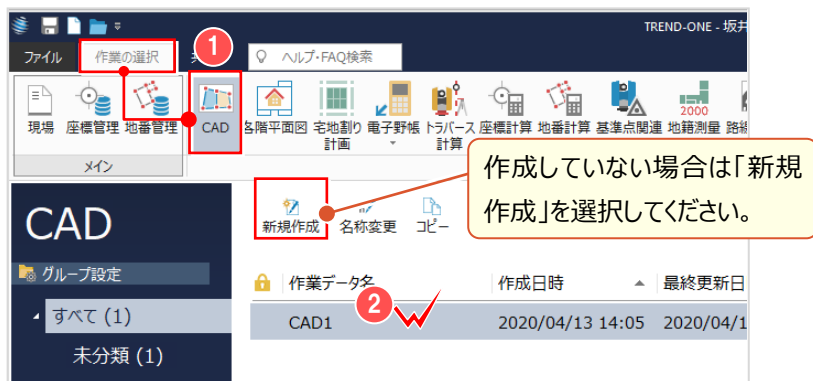 TREND-ONE - 坂井
ファイル 作業の選択 ヘルプ・FAQ検索
1
2000
現場 座標管理 地番管理 CAD 各階平面図 宅地割り計画 電子野帳 トラバース計算 座標計算 地番計算 基準点関連 地籍測量 路線
メイン
作成していない場合は「新規
作成」を選択してください。
CAD
新規作成 名称変更 コピー
グループ設定
作業データ名 作成日時 最終更新日
2
すべて (1)
CAD1 2020/04/13 14:05 2020/04/1
未分類 (1)